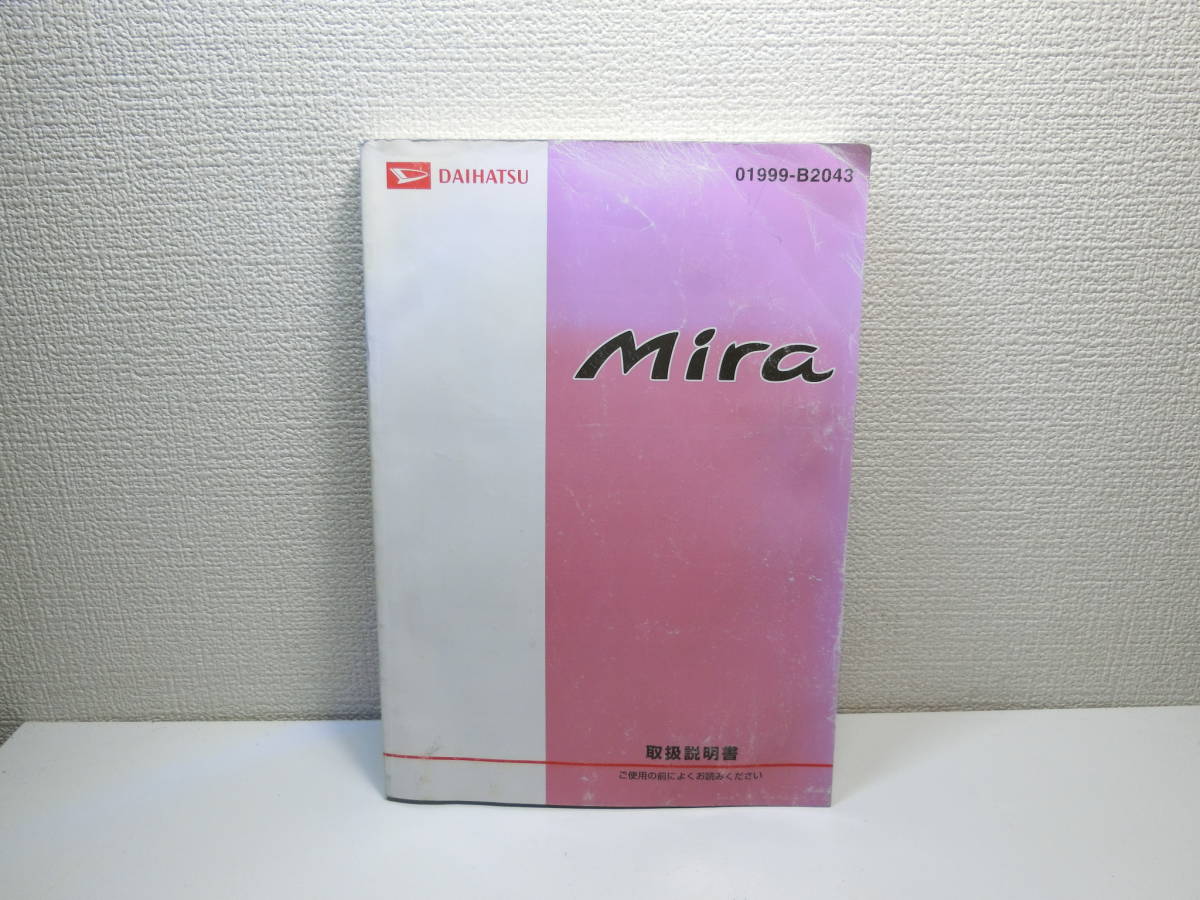 DAIHATSU
01999-B2043
Mira
取扱説明書
ご使用の前によくお読みください